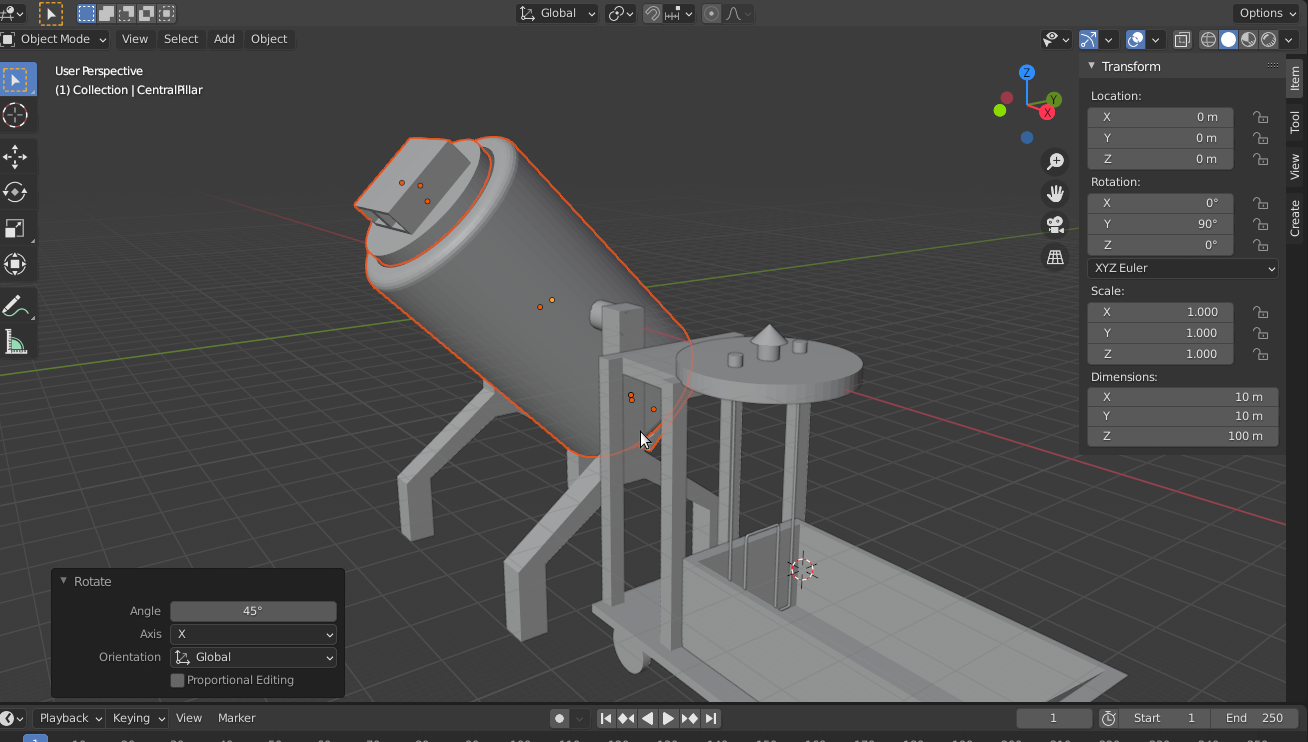 Global
Options
Object Mode
View
Select
Add
Object
User Perspective
(1) Collection | CentralPillar
Z
Y
X
Transform
Location:
X 0 m
Y 0 m
Z 0 m
Rotation:
X 0°
Y 90°
Z 0°
XYZ Euler
Scale:
X 1.000
Y 1.000
Z 1.000
Dimensions:
X 10 m
Y 10 m
Z 100 m
Item
Tool
View
Create
Rotate
Angle 45°
Axis X
Orientation Global
Proportional Editing
Playback
Keying
View
Marker
1
Start 1
End 250